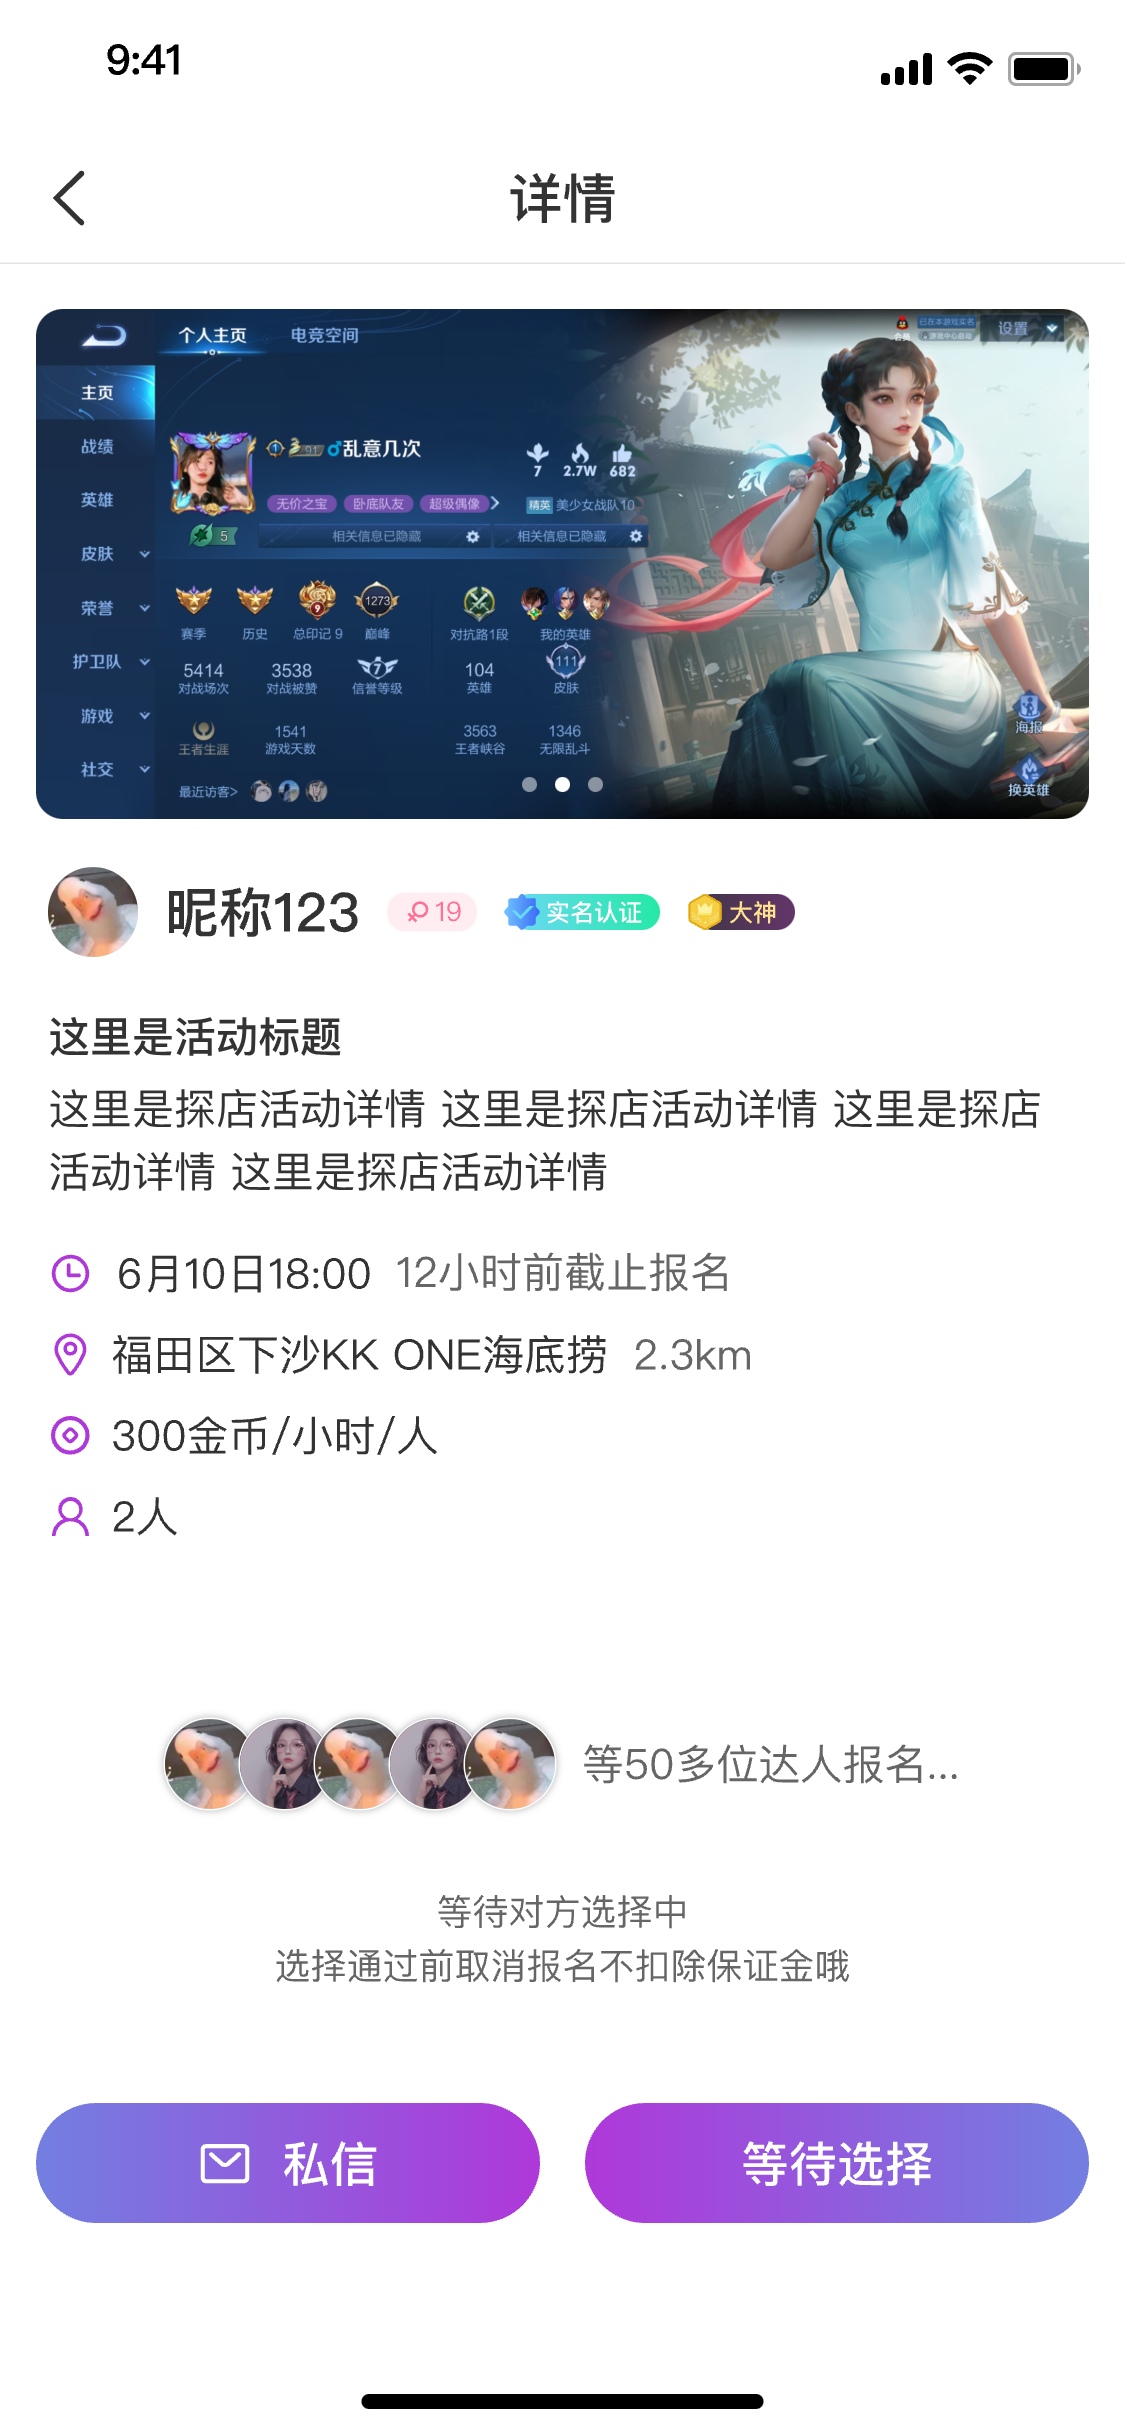 9:41
详情
个人主页 电竞空间
设置
主页
战绩
英雄
皮肤
荣誉
护卫队
游戏
社交
乱意几次
7 2.7W 682
无价之宝 卧底队友 超级偶像
精英 美少女战队10
5 相关信息已隐藏 相关信息已隐藏
9 1273
赛季 历史 总印记 9 巅峰 对抗路1段 我的英雄
5414 3538 7 104 111
对战场次 对战被赞 信誉等级 英雄 皮肤
1541 3563 1346
王者生涯 游戏天数 王者峡谷 无限乱斗
最近访客>
海报
换英雄
昵称123 19 实名认证 大神
这里是活动标题
这里是探店活动详情 这里是探店活动详情 这里是探店
活动详情 这里是探店活动详情
6月10日18:00 12小时前截止报名
福田区下沙KK ONE海底捞 2.3km
300金币/小时/人
2人
等50多位达人报名...
等待对方选择中
选择通过前取消报名不扣除保证金哦
私信 等待选择